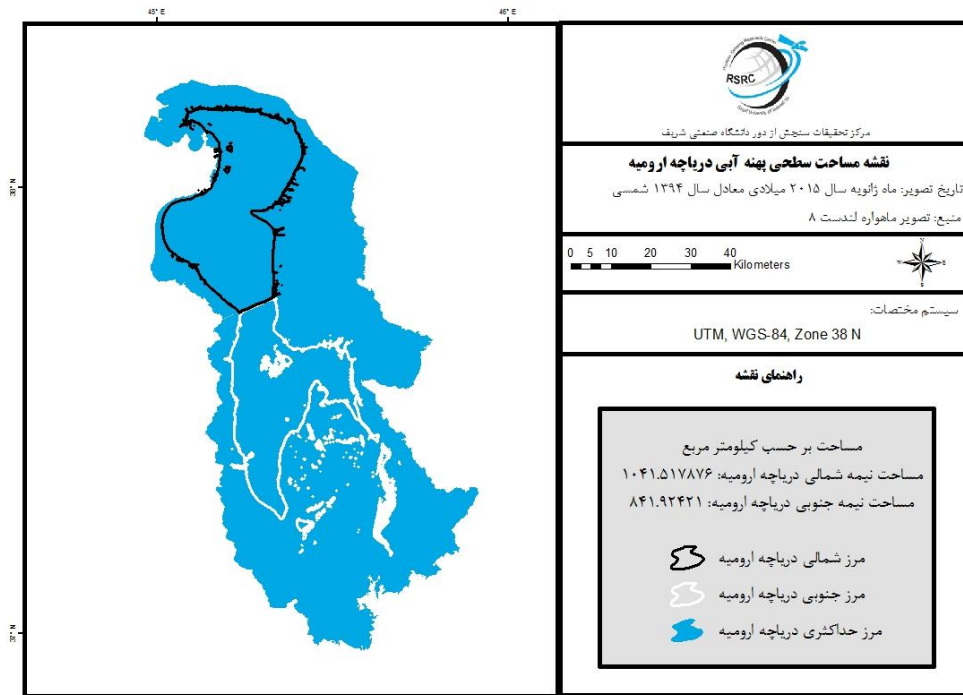 45° E
46° E
38° N
38° N
37° N
37° N
RSRC
مرکز تحقیقات سنجش از دور دانشگاه صنعتی شریف
نقشه مساحت سطحی پهنه آبی دریاچه ارومیه
تاریخ تصویر: ماه ژانویه سال ۲۰۱۵ میلادی معادل سال ۱۳۹۴ شمسی
منبع: تصویر ماهواره لندست ۸
0 5 10 20 30 40
Kilometers
N
W E
S
سیستم مختصات:
UTM, WGS-84, Zone 38 N
راهنمای نقشه
مساحت بر حسب کیلومتر مربع
مساحت نیمه شمالی دریاچه ارومیه: ۱۰۴۱.۵۱۷۸۷۶
مساحت نیمه جنوبی دریاچه ارومیه: ۸۴۱.۹۲۴۲۱
مرز شمالی دریاچه ارومیه
مرز جنوبی دریاچه ارومیه
مرز حداکثری دریاچه ارومیه